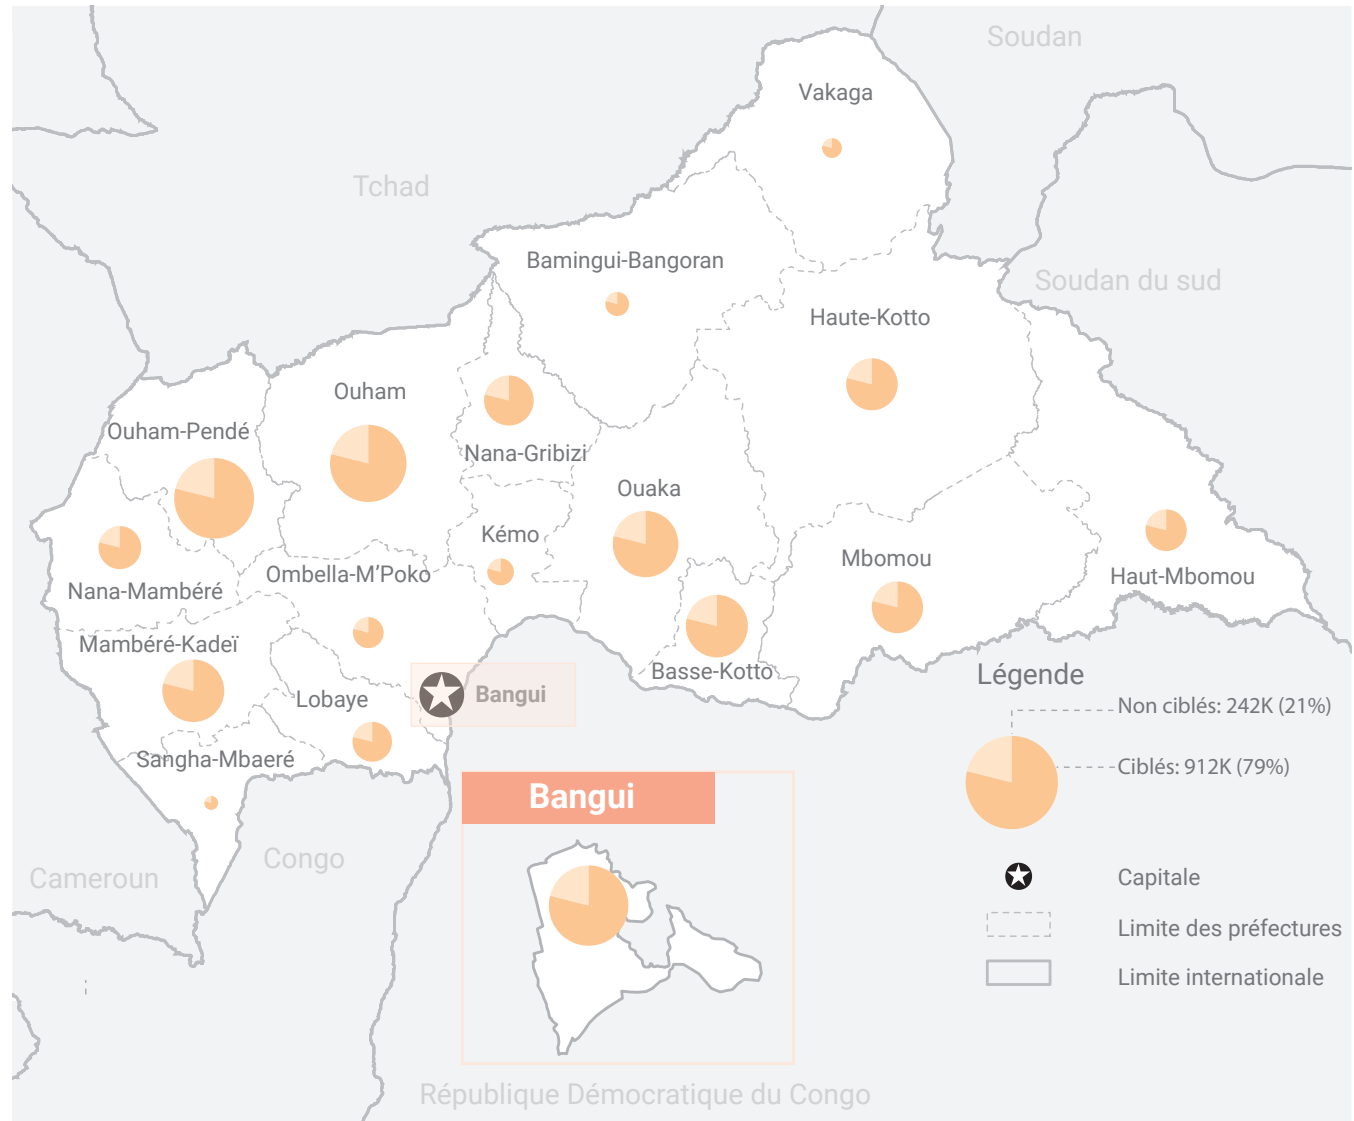 Soudan
Vakaga
Tchad
Bamingui-Bangoran
Soudan du sud
Haute-Kotto
Ouham
Ouham-Pendé
Nana-Gribizi
Ouaka
Kémo
Mbomou
Ombella-M'Poko
Haut-Mbomou
Nana-Mambéré
Mambéré-Kadeï
Basse-Kotto
Lobaye
Bangui
Sangha-Mbaeré
Légende
Non ciblés: 242K (21%)
Ciblés: 912K (79%)
Bangui
Congo
Cameroun
Capitale
Limite des préfectures
Limite internationale
République Démocratique du Congo